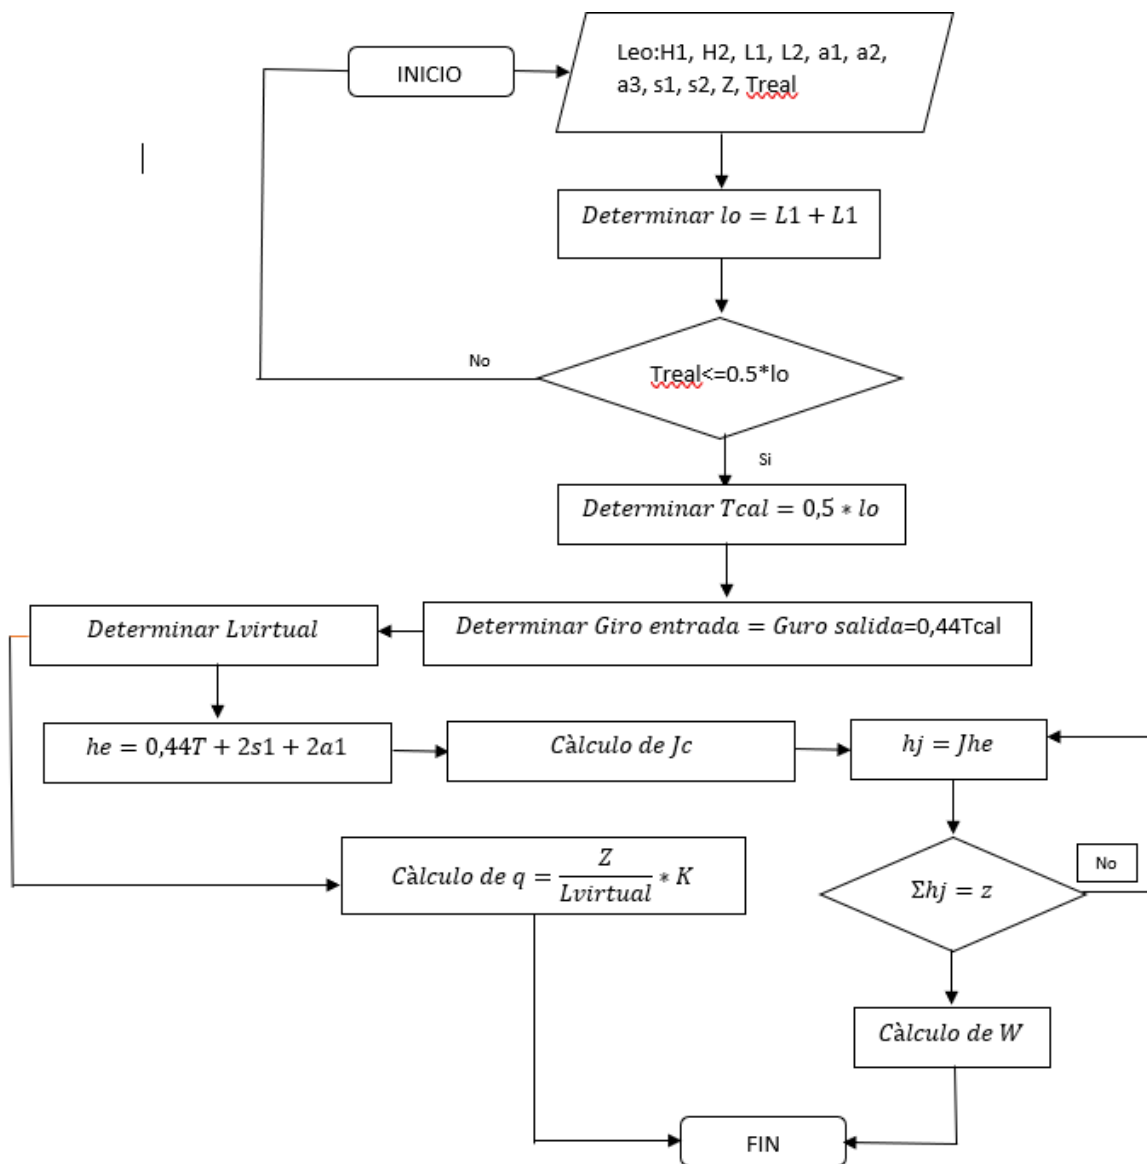 INICIO
Leo:H1, H2, L1, L2, a1, a2,
a3, s1, s2, Z, Treal
Determinar lo = L1 + L1
No
Treal<=0.5*lo
Si
Determinar Tcal = 0,5 * lo
Determinar Lvirtual
Determinar Giro entrada = Guro salida=0,44Tcal
he = 0,44T + 2s1 + 2a1
Càlculo de Jc
hj = Jhe
Càlculo de q = Z/Lvirtual * K
No
Σhj = z
Càlculo de W
FIN